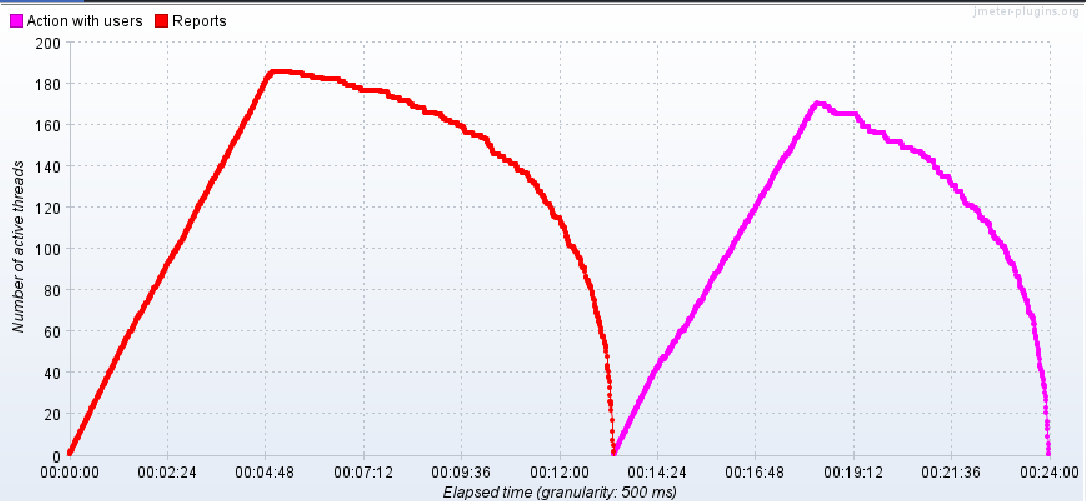 jmeter-plugins.org
Action with users Reports
200
180
160
140
120
100
80
60
40
20
0
Number of active threads
00:00:00 00:02:24 00:04:48 00:07:12 00:09:36 00:12:00 00:14:24 00:16:48 00:19:12 00:21:36 00:24:00
Elapsed time (granularity: 500 ms)